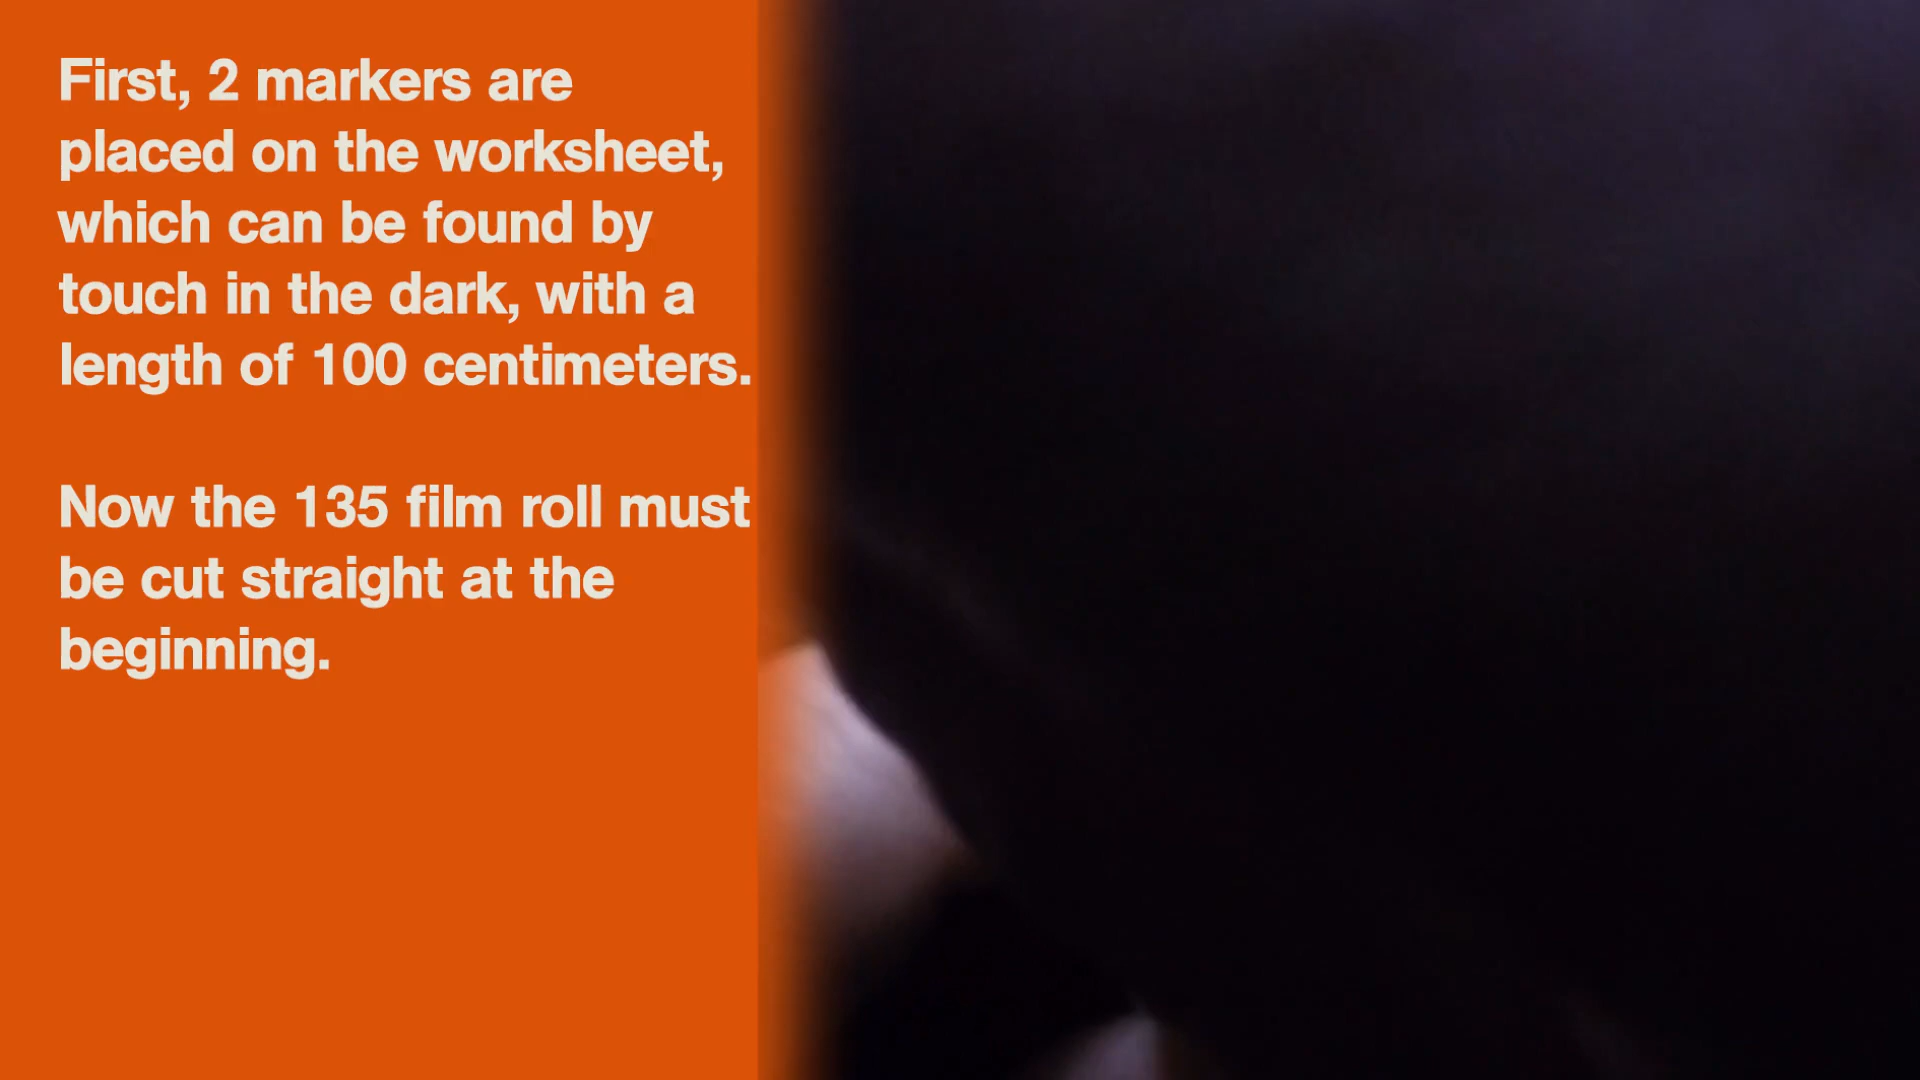 First, 2 markers are
placed on the worksheet,
which can be found by
touch in the dark, with a
length of 100 centimeters.
Now the 135 film roll must
be cut straight at the
beginning.